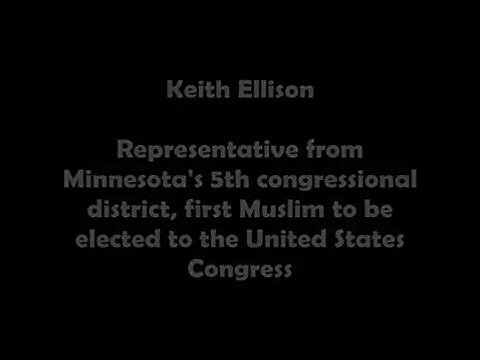 Keith Ellison
Representative from
Minnesota's 5th congressional
district, first Muslim to be
elected to the United States
Congress